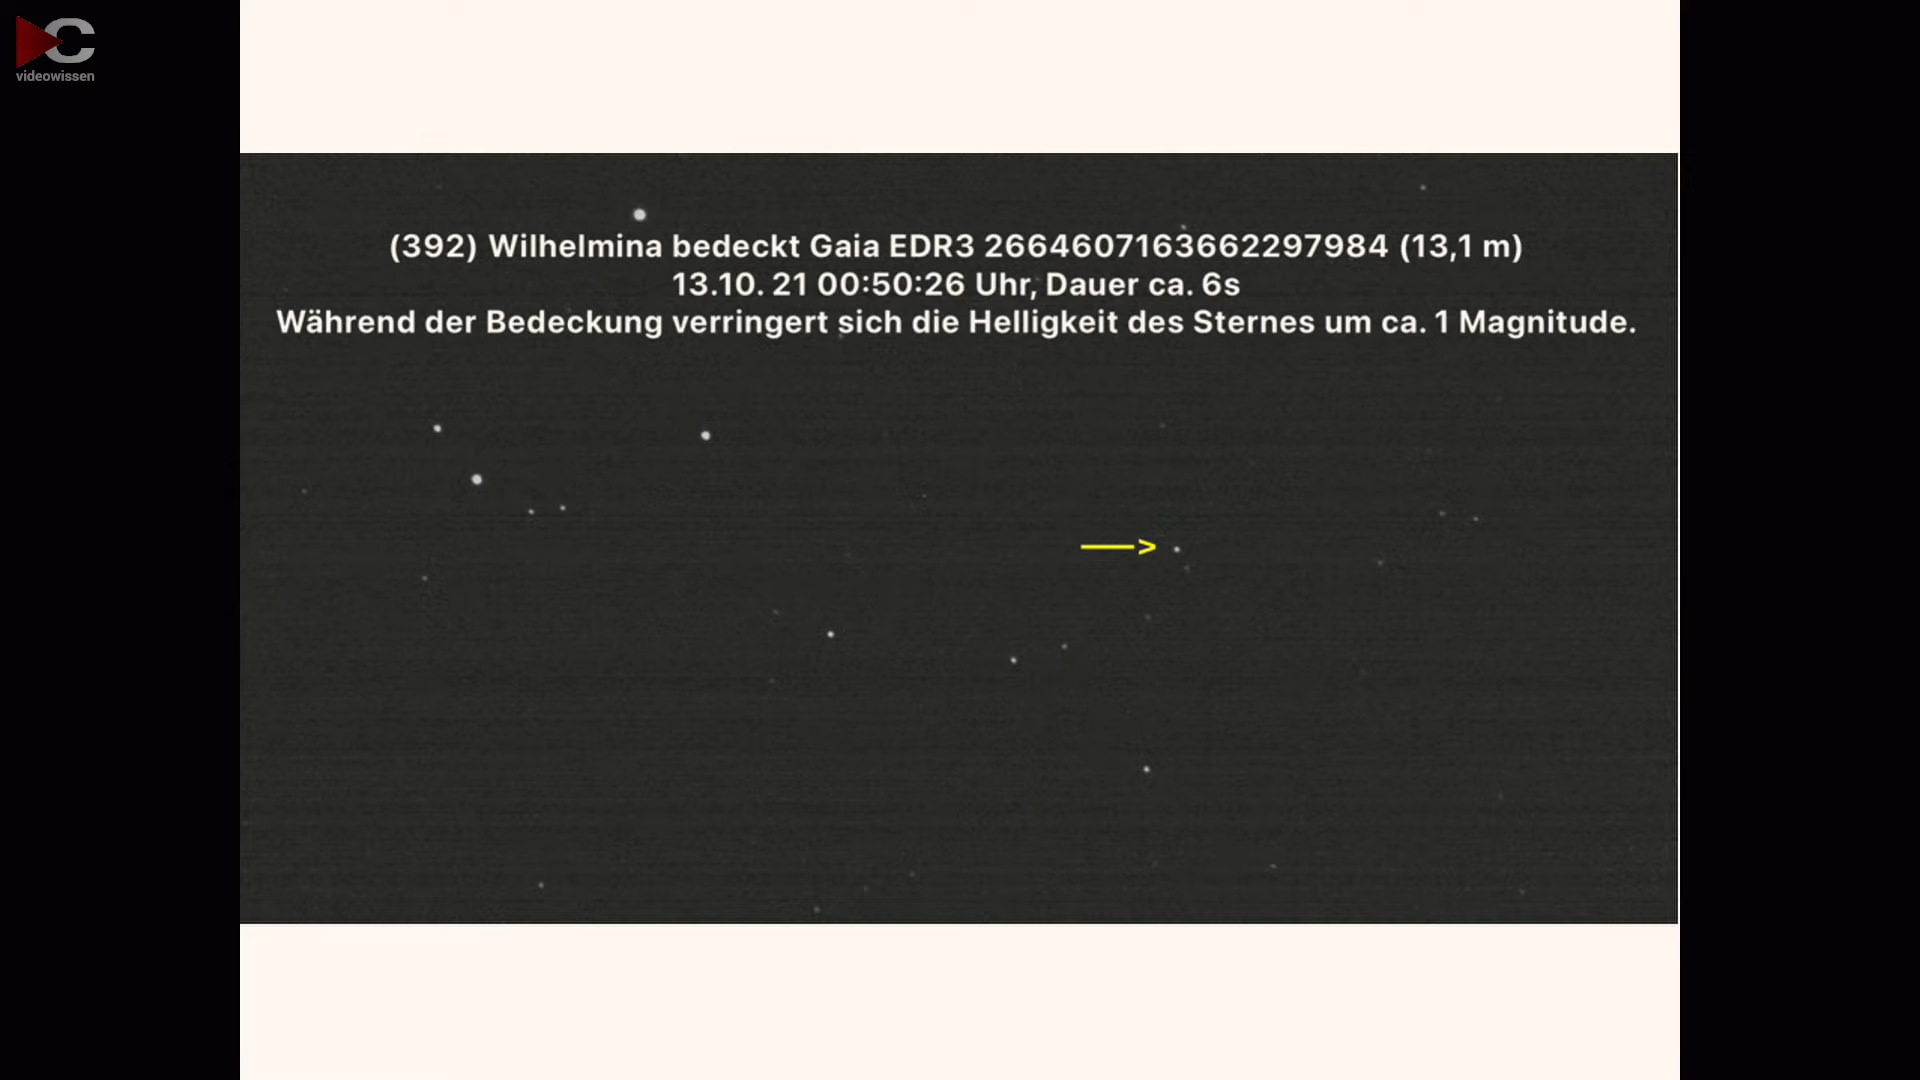 C
videowissen
(392) Wilhelmina bedeckt Gaia EDR3 2664607163662297984 (13,1 m)
13.10. 21 00:50:26 Uhr, Dauer ca. 6s
Während der Bedeckung verringert sich die Helligkeit des Sternes um ca. 1 Magnitude.
——>